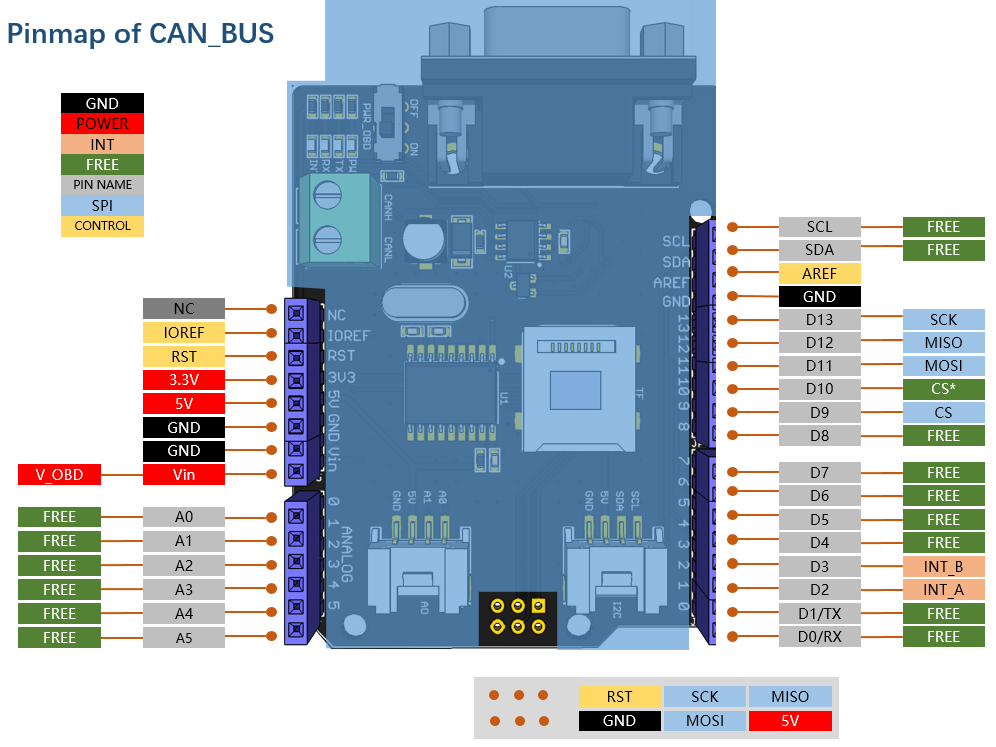 Pinmap of CAN_BUS
GND
POWER
INT
FREE
PIN NAME
SPI
CONTROL
OFF
PWR_OBD
ON
INT
RX
TX
CANH
CANL
U2
SCL
SDA
AREF
GND
13
12
11
10
9
8
7
6
5
4
3
2
1
0
NC
IOREF
RST
3V3
5V
GND
Vin
0
1
2
3
4
5
ANALOG
U1
TF
GND
5V
A1
A0
A0
GND
5V
SDA
SCL
I2C
NC
IOREF
RST
3.3V
5V
GND
GND
V_OBD Vin
FREE A0
FREE A1
FREE A2
FREE A3
FREE A4
FREE A5
SCL FREE
SDA FREE
AREF
GND
D13 SCK
D12 MISO
D11 MOSI
D10 CS*
D9 CS
D8 FREE
D7 FREE
D6 FREE
D5 FREE
D4 FREE
D3 INT_B
D2 INT_A
D1/TX FREE
D0/RX FREE
RST SCK MISO
GND MOSI 5V